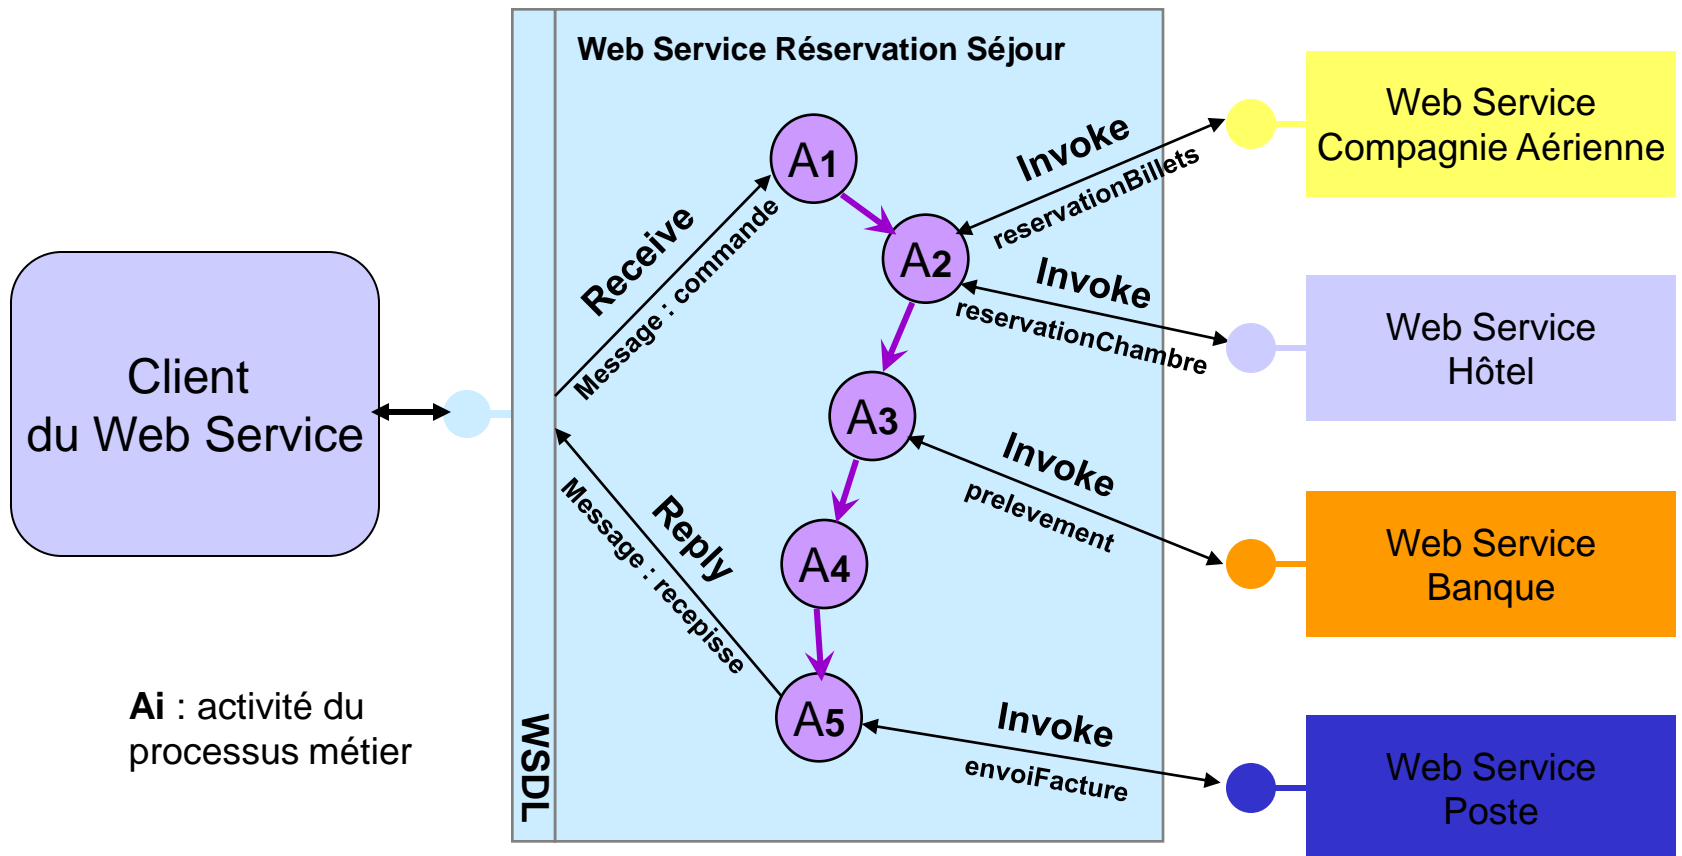 Web Service Réservation Séjour
Client
du Web Service
Ai : activité du
processus métier
WSDL
Receive
Message : commande
Reply
Message : recepisse
A1
A2
A3
A4
A5
Invoke
reservationBillets
Invoke
reservationChambre
Invoke
prelevement
Invoke
envoiFacture
Web Service
Compagnie Aérienne
Web Service
Hôtel
Web Service
Banque
Web Service
Poste